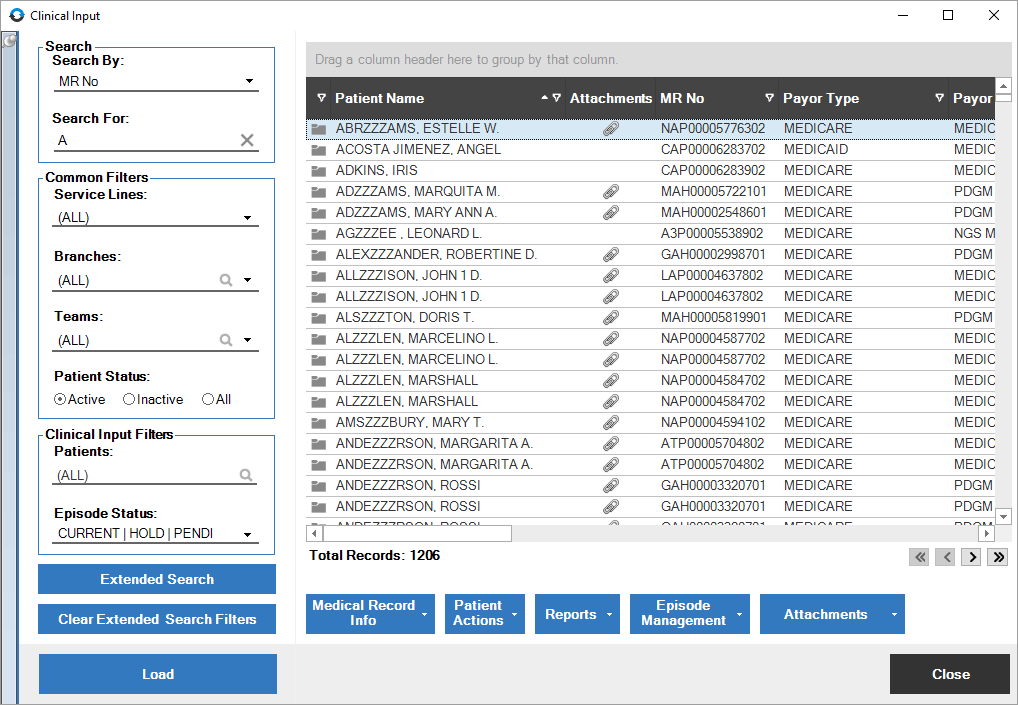 Clinical Input
Search
Search By:
MR No
Search For:
A
Common Filters
Service Lines:
(ALL)
Branches:
(ALL)
Teams:
(ALL)
Patient Status:
Active Inactive All
Clinical Input Filters
Patients:
(ALL)
Episode Status:
CURRENT | HOLD | PENDI
Extended Search
Clear Extended Search Filters
Load
Drag a column header here to group by that column.
Patient Name Attachments MR No Payor Type Payor
ABRZZZAMS, ESTELLE W. NAP00005776302 MEDICARE MEDIC
ACOSTA JIMENEZ, ANGEL CAP00006283702 MEDICAID MEDIC
ADKINS, IRIS CAP00006283902 MEDICARE MEDIC
ADZZZAMS, MARQUITA M. MAH00005722101 MEDICARE PDGM
ADZZZAMS, MARY ANN A. MAH00002548601 MEDICARE PDGM
AGZZZEE , LEONARD L. A3P00005538902 MEDICARE NGS M
ALEXZZZANDER, ROBERTINE D. GAH00002998701 MEDICARE PDGM
ALLZZZISON, JOHN 1 D. LAP00004637802 MEDICARE MEDIC
ALLZZZISON, JOHN 1 D. LAP00004637802 MEDICARE MEDIC
ALSZZZTON, DORIS T. MAH00005819901 MEDICARE PDGM
ALZZZLEN, MARCELINO L. NAP00004587702 MEDICARE MEDIC
ALZZZLEN, MARCELINO L. NAP00004587702 MEDICARE MEDIC
ALZZZLEN, MARSHALL NAP00004584702 MEDICARE MEDIC
ALZZZLEN, MARSHALL NAP00004584702 MEDICARE MEDIC
AMSZZZBURY, MARY T. NAP00004594102 MEDICARE MEDIC
ANDEZZZRSON, MARGARITA A. ATP00005704802 MEDICARE MEDIC
ANDEZZZRSON, MARGARITA A. ATP00005704802 MEDICARE MEDIC
ANDEZZZRSON, ROSSI GAH00003320701 MEDICARE PDGM
ANDEZZZRSON, ROSSI GAH00003320701 MEDICARE PDGM
ANDEZZZRSON, ROSSI GAH00003320701 MEDICARE PDGM
Total Records: 1206
Medical Record
Info
Patient
Actions
Reports
Episode
Management
Attachments
Close